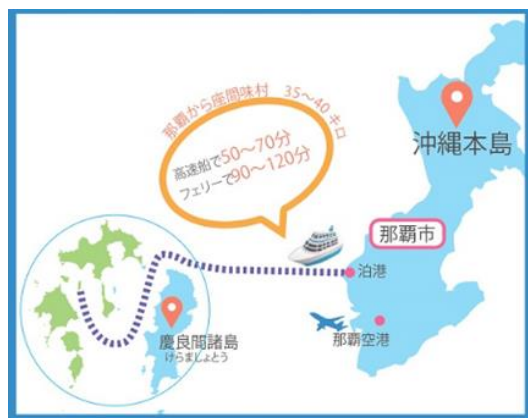 那覇から座間味村 35～40キロ
高速船で50～70分
フェリーで90～120分
沖縄本島
那覇市
泊港
那覇空港
慶良間諸島
けらましょとう